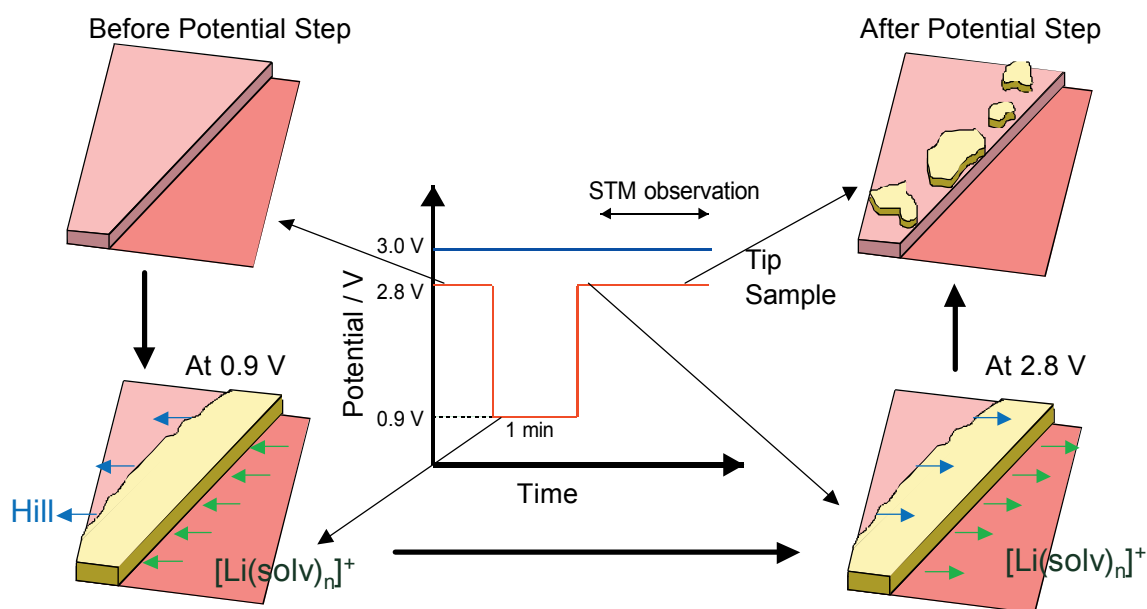 Before Potential Step
After Potential Step
STM observation
3.0 V
Tip
2.8 V
Sample
Potential / V
At 0.9 V
At 2.8 V
0.9 V
1 min
Time
Hill
[Li(solv)n]+
[Li(solv)n]+